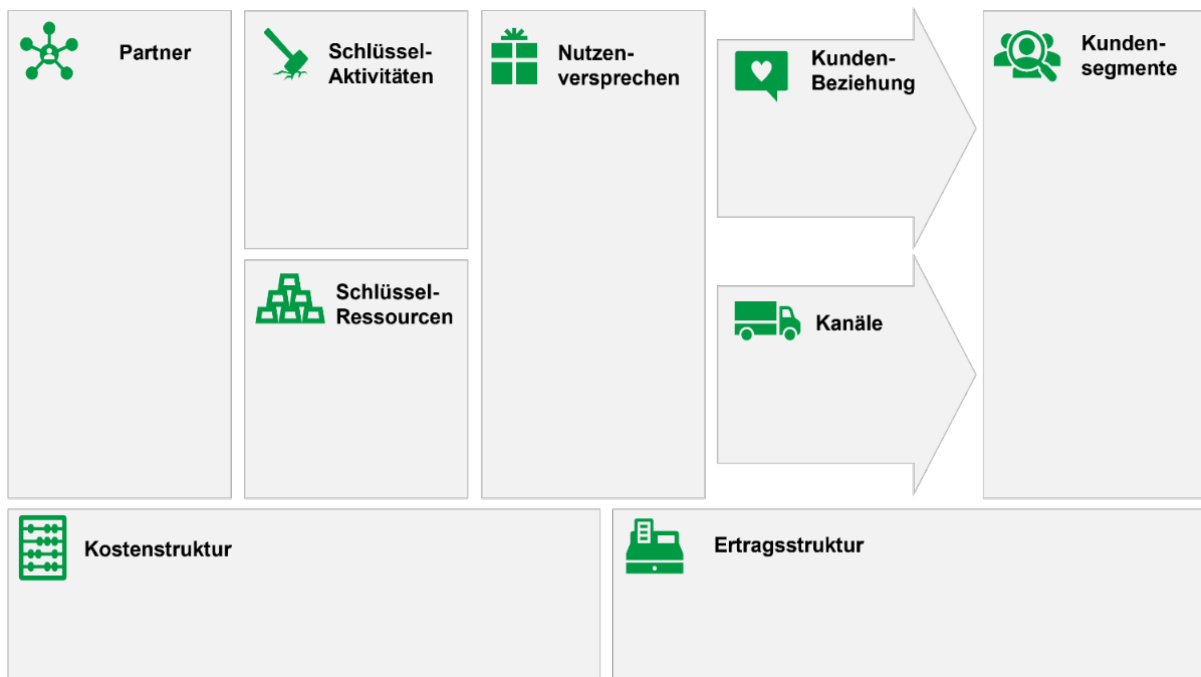 Partner
Schlüssel-
Aktivitäten
Nutzen-
versprechen
Kunden-
Beziehung
Kunden-
segmente
Schlüssel-
Ressourcen
Kanäle
Kostenstruktur
Ertragsstruktur